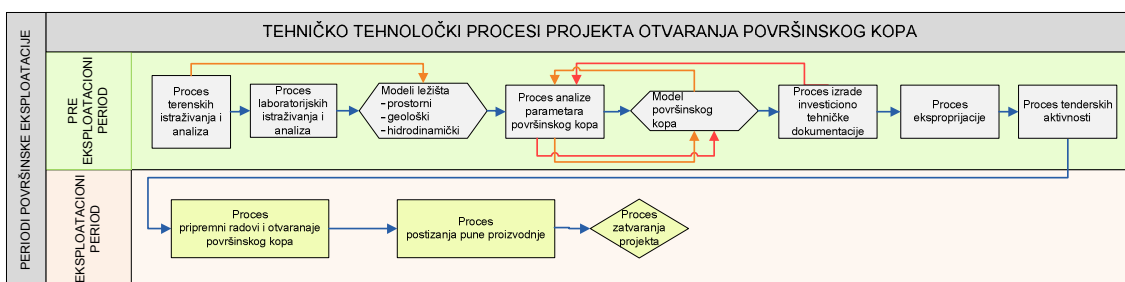 TEHNIČKO TEHNOLOČKI PROCESI PROJEKTA OTVARANJA POVRŠINSKOG KOPA
PERIODI POVRŠINSKE EKSPLOATACIJE
PRE
EKSPLOATACIONI
PERIOD
Proces
terenskih
istraživanja i
analiza
Proces
laboratorijskih
istraživanja i
analiza
Modeli ležišta
– prostorni
– geološki
– hidrodinamički
Proces analize
parametara
površinskog kopa
Model
površinskog
kopa
Proces izrade
investiciono
tehničke
dokumentacije
Proces
eksproprijacije
Proces tenderskih
aktivnosti
EKSPLOATACIONI
PERIOD
Proces
pripremni radovi i otvaranaje
površinskog kopa
Proces
postizanja pune proizvodnje
Proces
zatvaranja
projekta